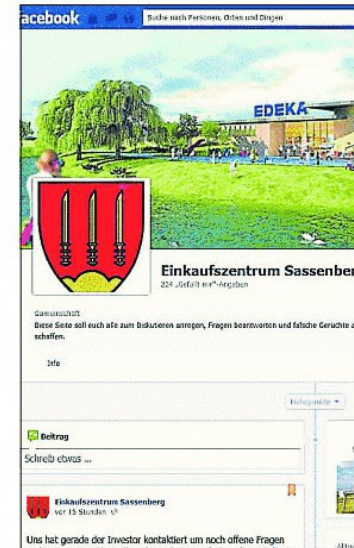 acebook
Suche nach Personen, Orten und Dingen
EDEKA
Einkaufszentrum Sassenber
224 „Gefällt mir“-Angaben
Gemeinschaft
Diese Seite soll euch alle zum Diskutieren anregen, Fragen beantworten und falsche Gerüchte a
schaffen.
Info
Höhepunkte
Beitrag
Schreib etwas ...
Einkaufszentrum Sassenberg
vor 15 Stunden
Uns hat gerade der Investor kontaktiert um noch offene Fragen